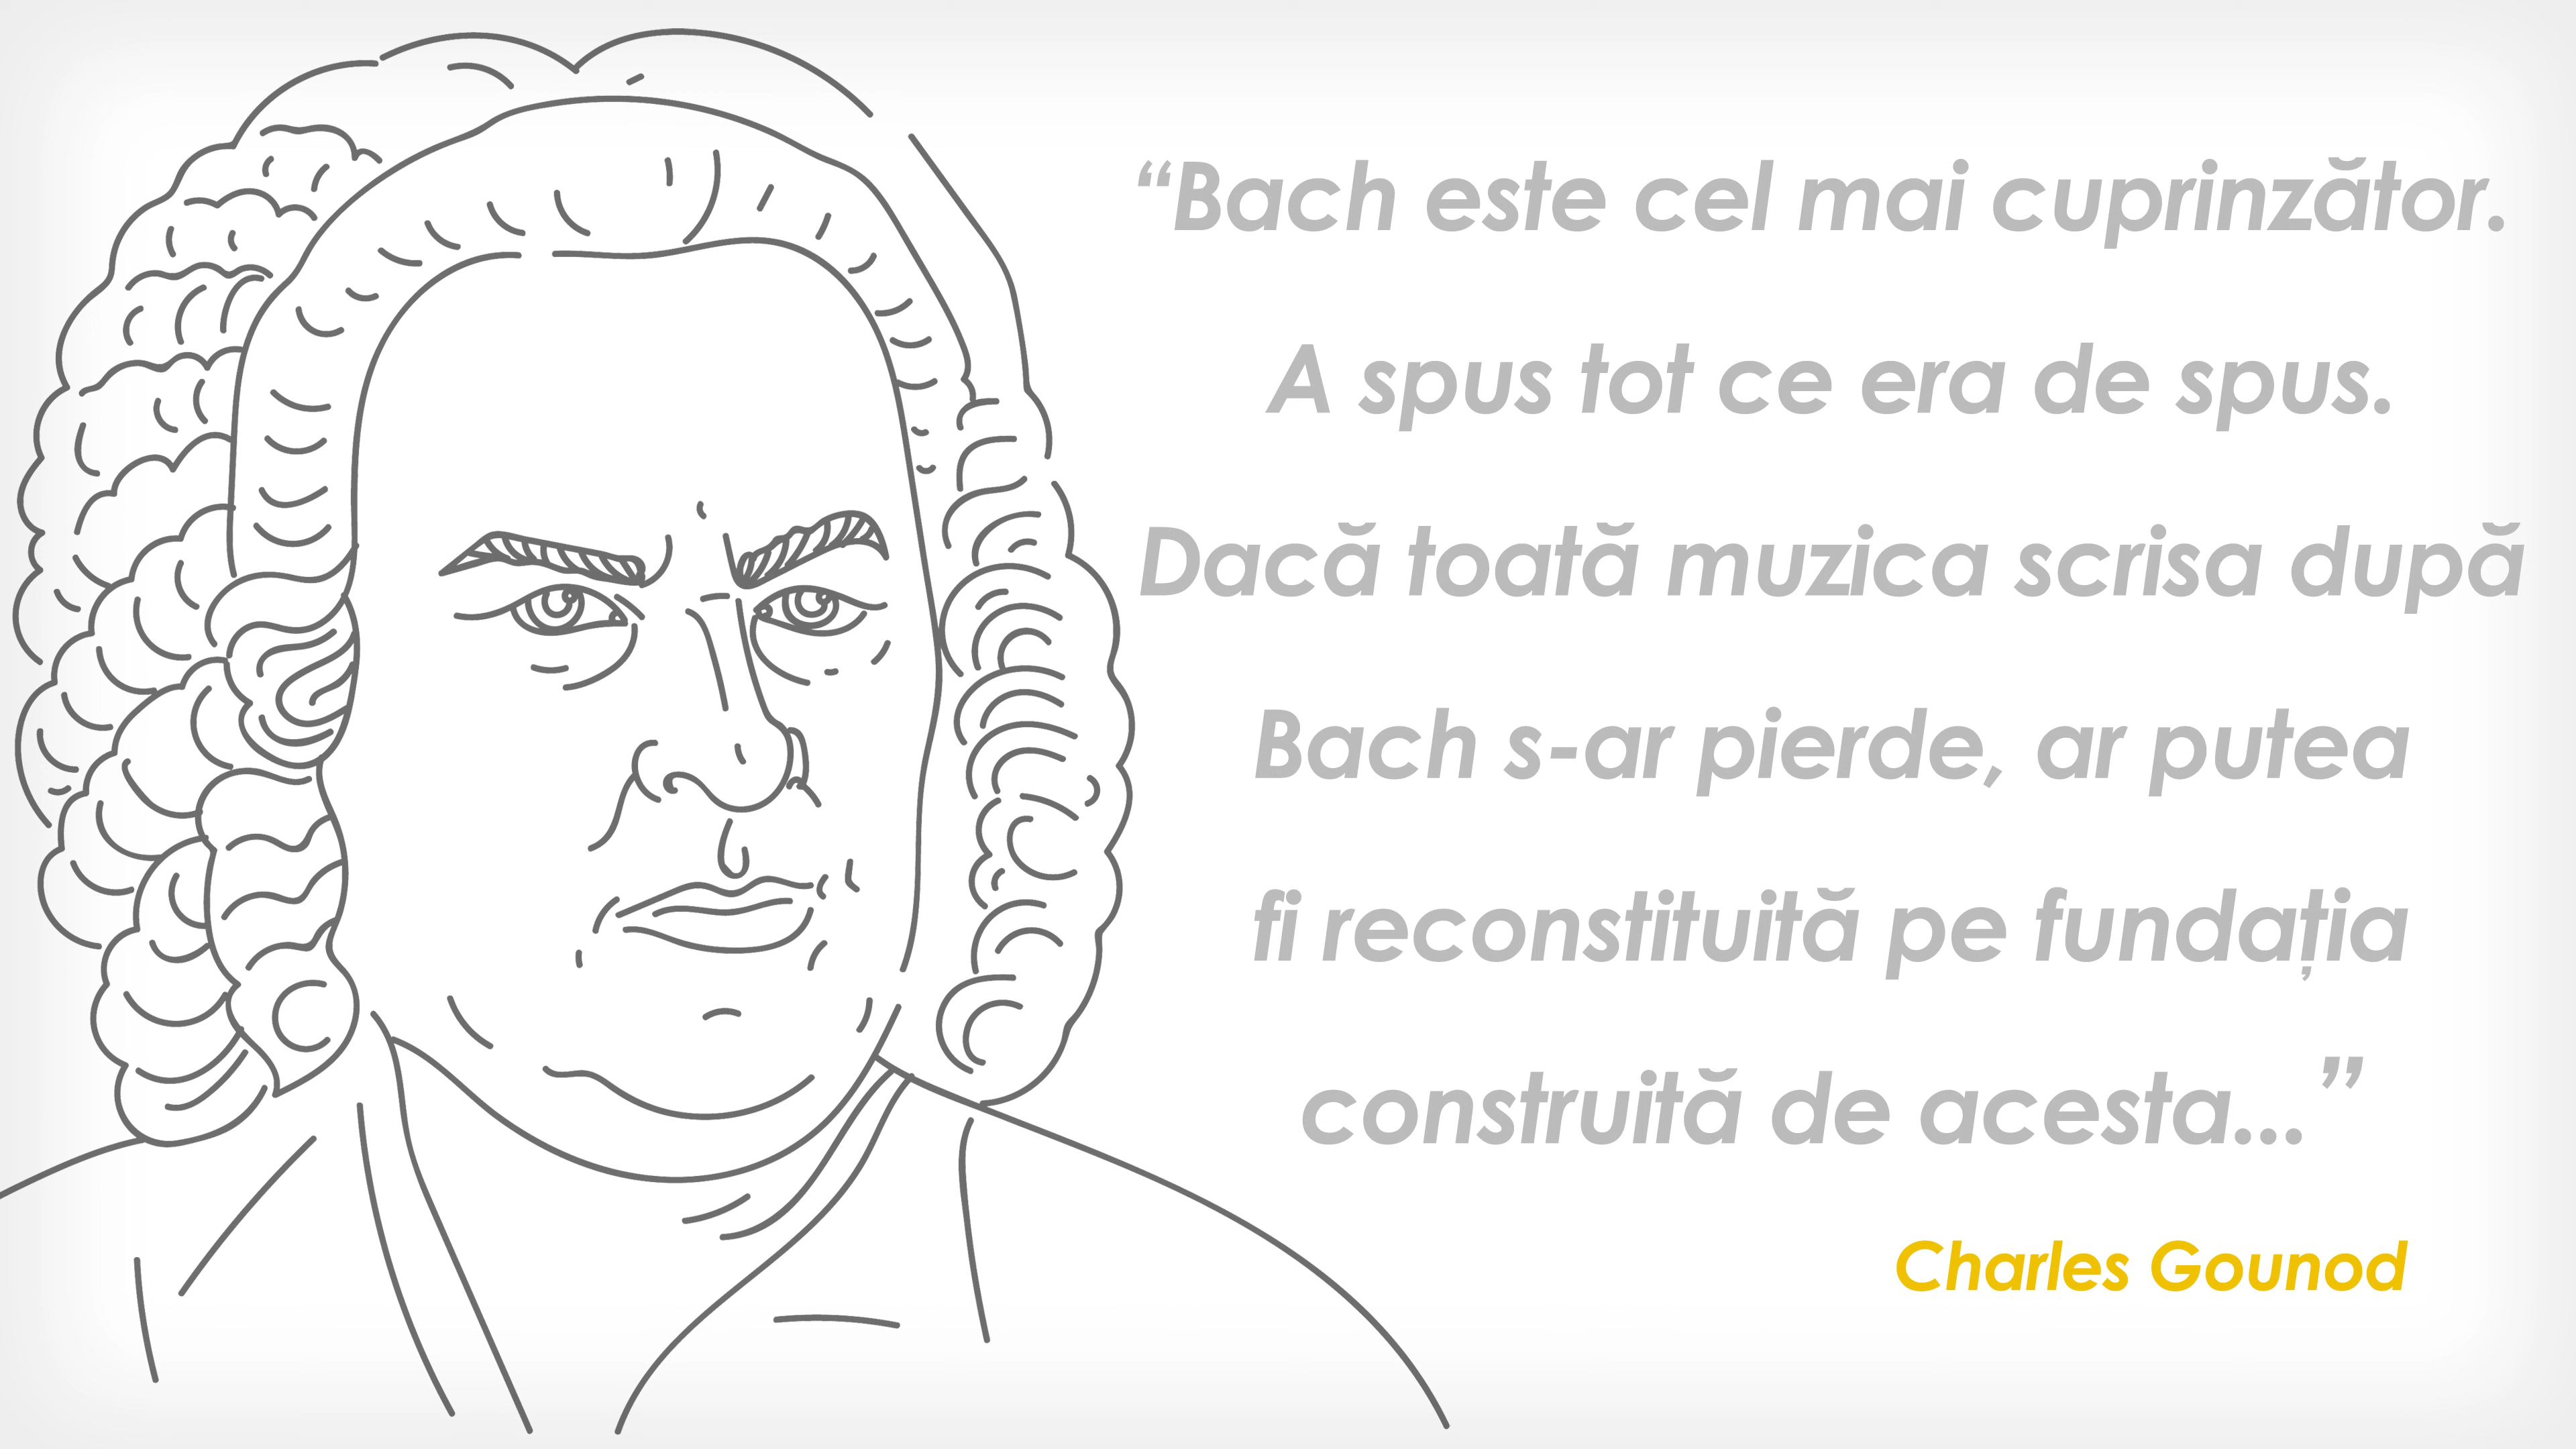 “Bach este cel mai cuprinzător.
A spus tot ce era de spus.
Dacă toată muzica scrisa după
Bach s-ar pierde, ar putea
fi reconstituită pe fundația
construită de acesta...”
Charles Gounod